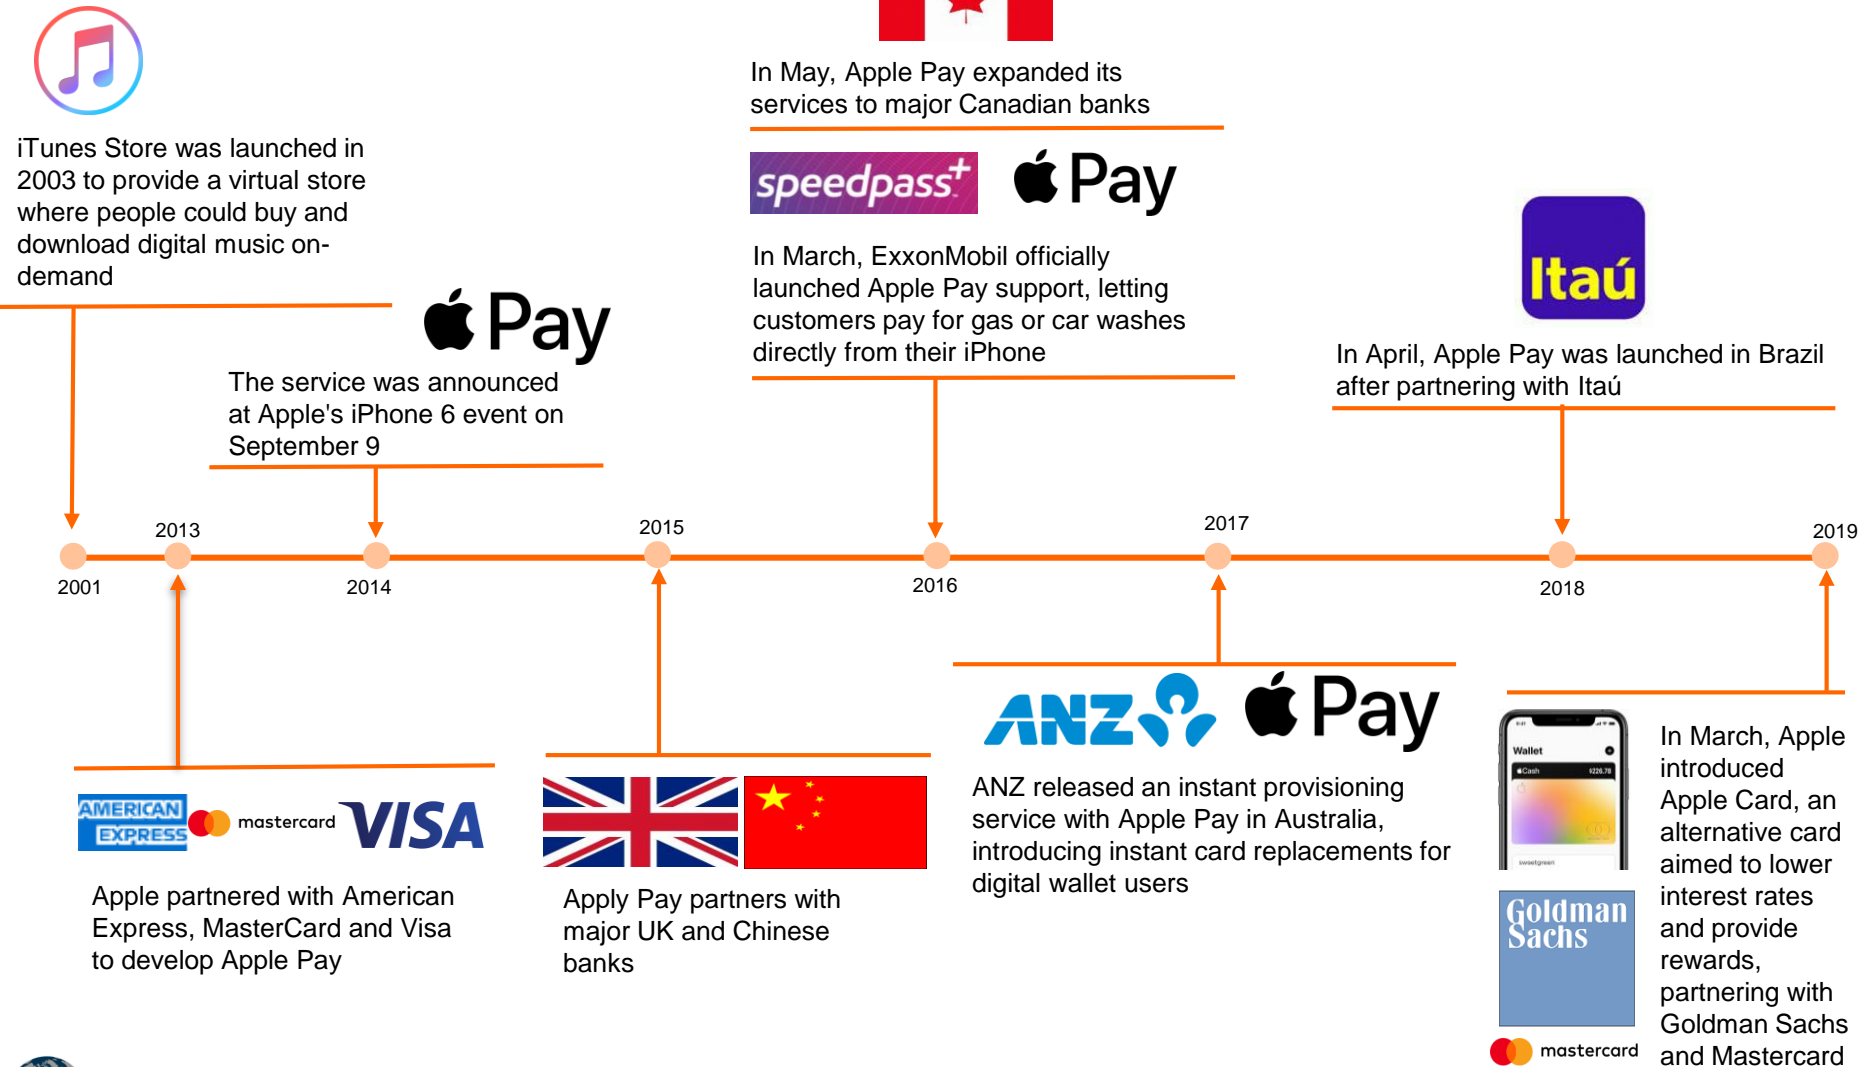 iTunes Store was launched in
2003 to provide a virtual store
where people could buy and
download digital music on-
demand
Pay
The service was announced
at Apple's iPhone 6 event on
September 9
In May, Apple Pay expanded its
services to major Canadian banks
speedpass+
Pay
In March, ExxonMobil officially
launched Apple Pay support, letting
customers pay for gas or car washes
directly from their iPhone
Itaú
In April, Apple Pay was launched in Brazil
after partnering with Itaú
2001
2013
2014
2015
2016
2017
2018
2019
AMERICAN
EXPRESS
mastercard
VISA
Apple partnered with American
Express, MasterCard and Visa
to develop Apple Pay
Apply Pay partners with
major UK and Chinese
banks
ANZ
Pay
ANZ released an instant provisioning
service with Apple Pay in Australia,
introducing instant card replacements for
digital wallet users
Wallet
Cash
$226.78
sweetgreen
Goldman
Sachs
mastercard
In March, Apple
introduced
Apple Card, an
alternative card
aimed to lower
interest rates
and provide
rewards,
partnering with
Goldman Sachs
and Mastercard